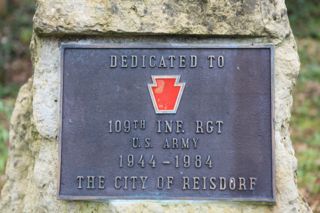 DEDICATED TO
109TH INF. RGT
U.S. ARMY
1944-1984
THE CITY OF REISDORF